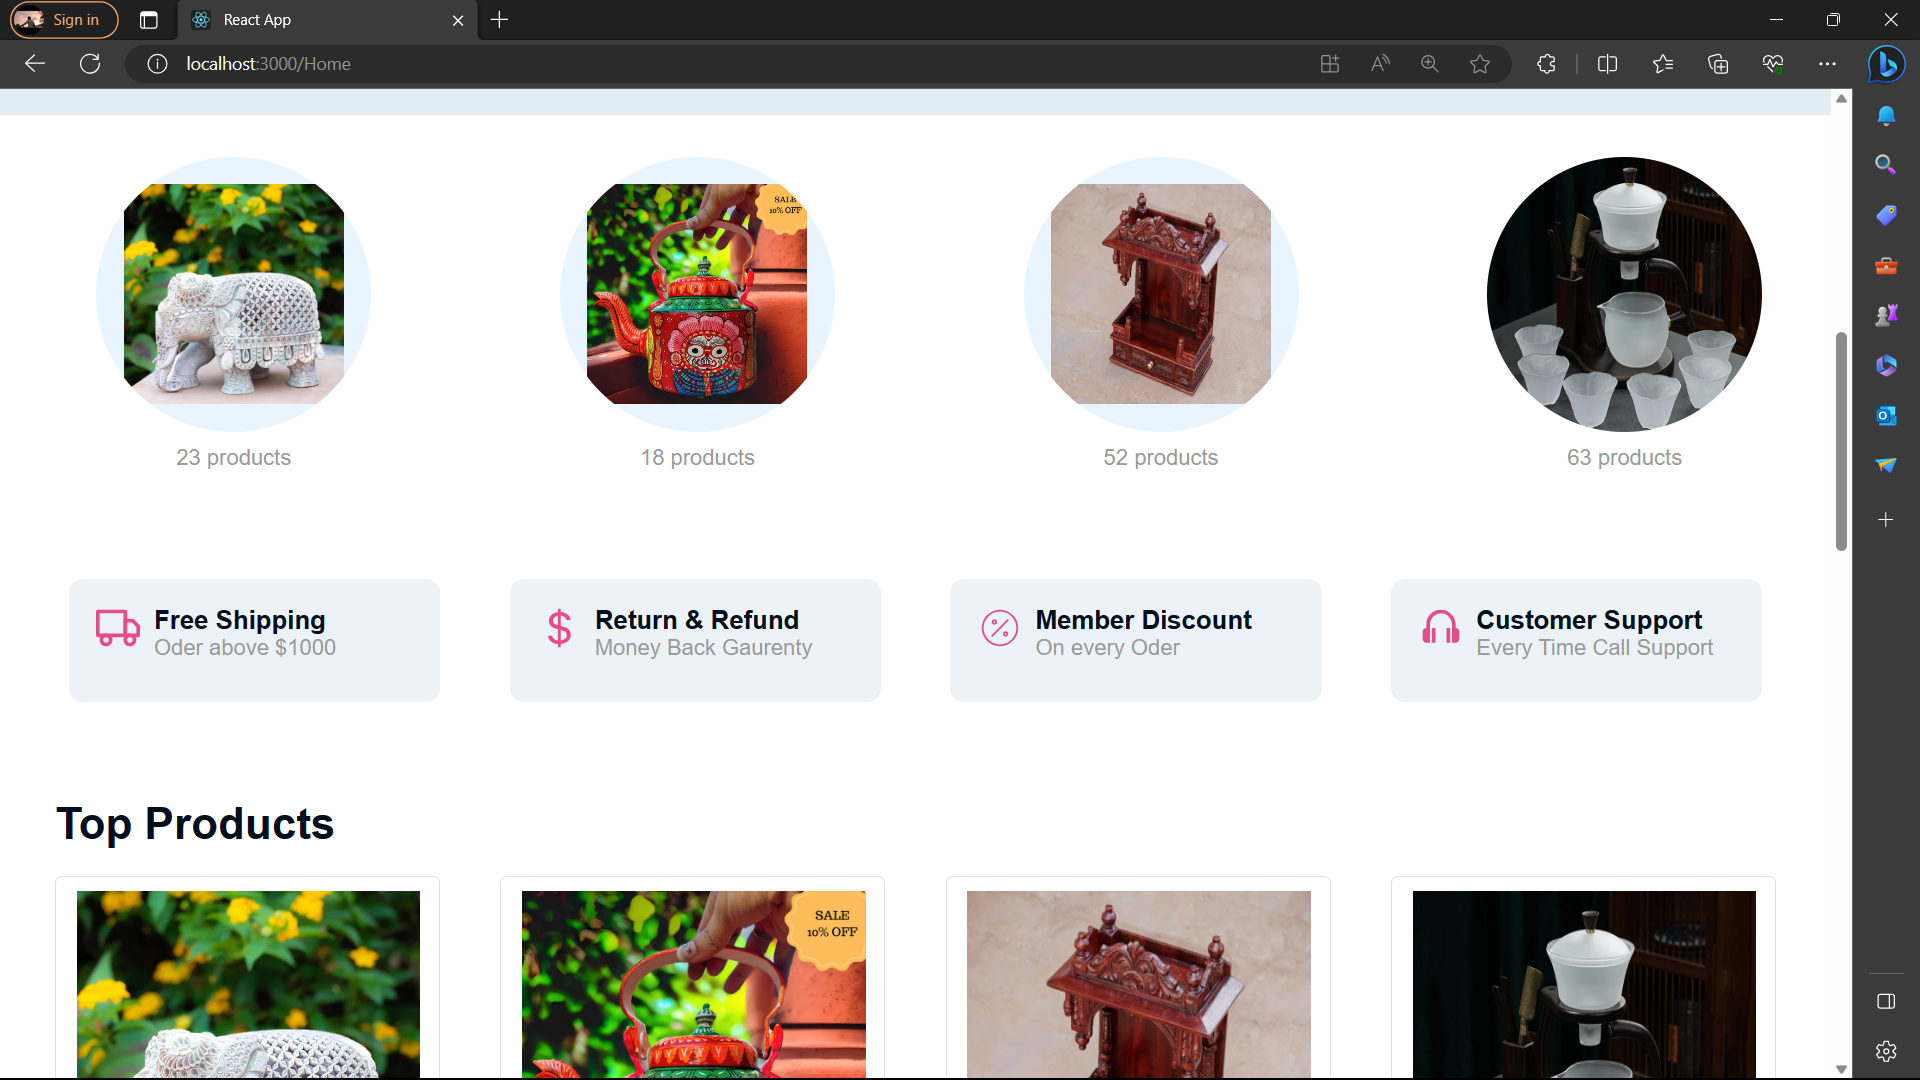 Sign in
React App
localhost:3000/Home
SALE
10% OFF
23 products
18 products
52 products
63 products
Free Shipping
Oder above $1000
Return & Refund
Money Back Gaurenty
Member Discount
On every Oder
Customer Support
Every Time Call Support
Top Products
SALE
10% OFF